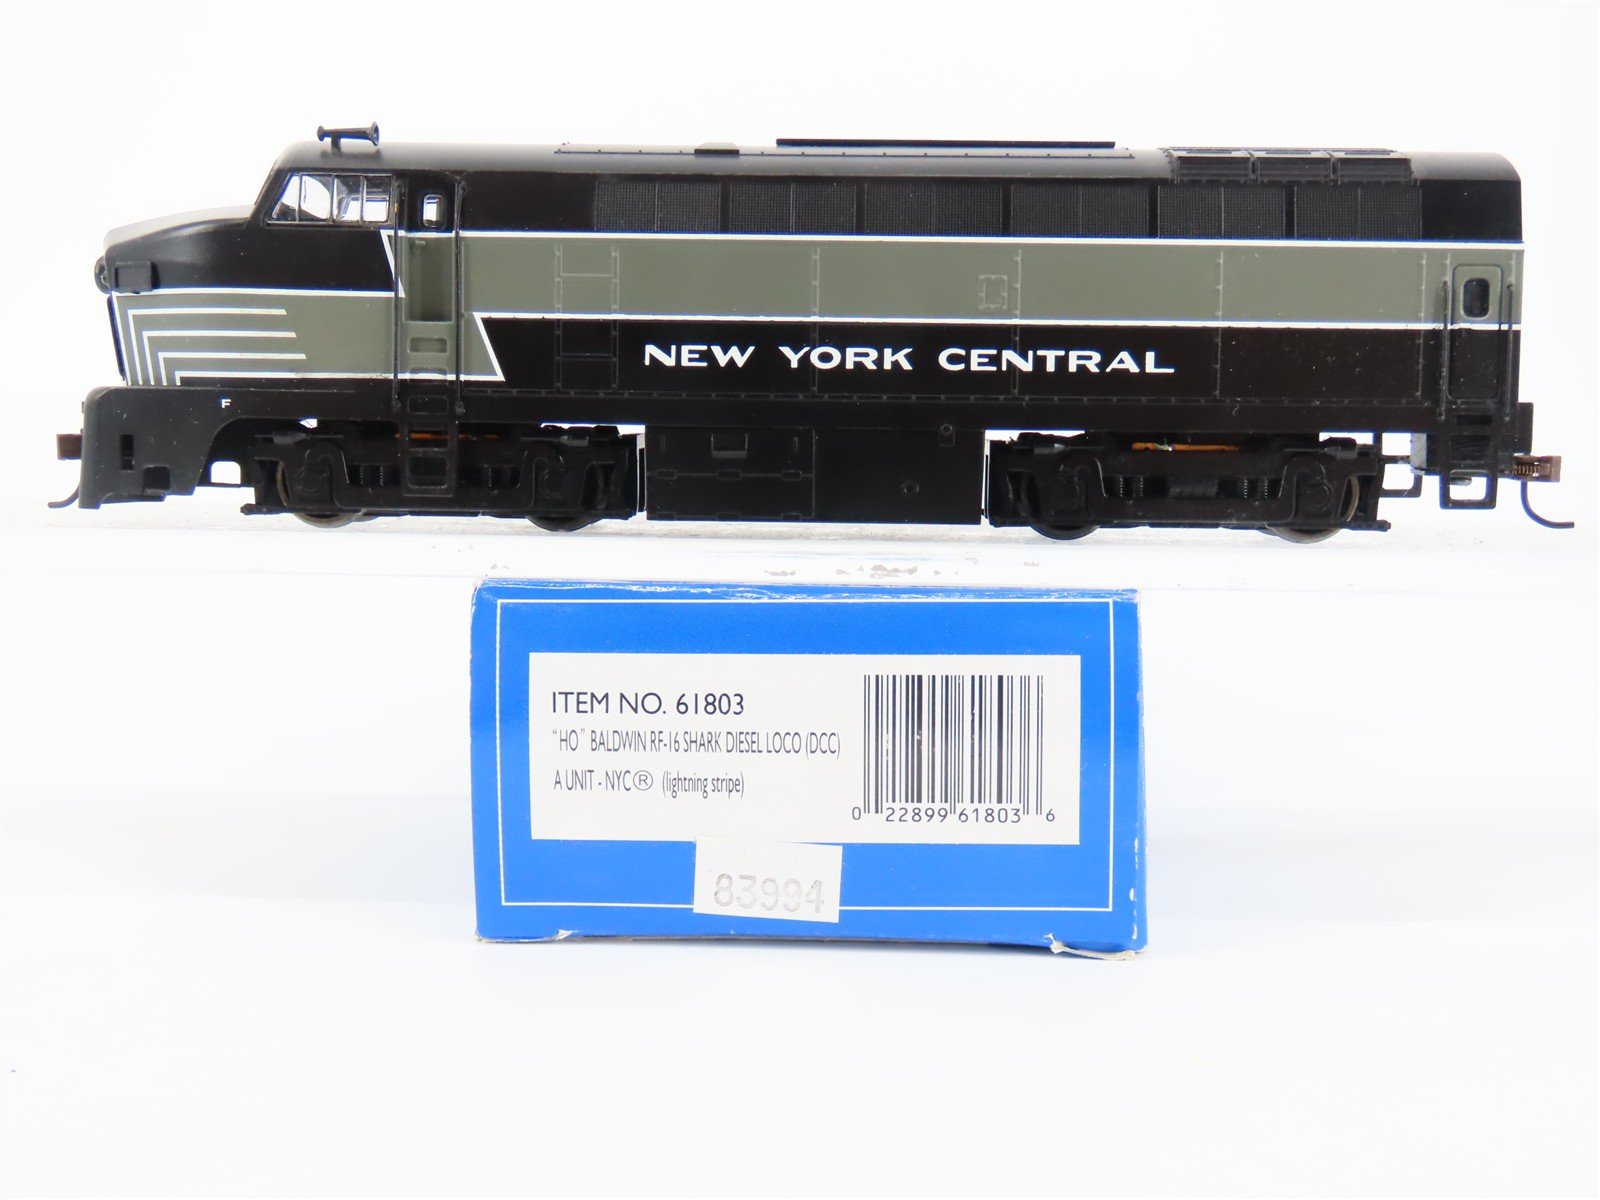 F
NEW YORK CENTRAL
ITEM NO. 61803
"HO" BALDWIN RF-16 SHARK DIESEL LOCO (DCC)
A UNIT - NYC® (lightning stripe)
0 22899 61803 6
83994